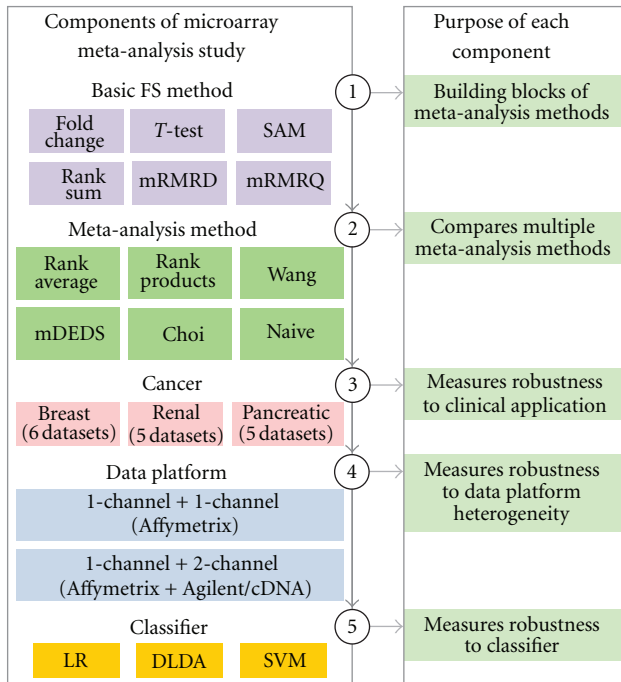 Components of microarray
meta-analysis study
Purpose of each
component
Basic FS method
1
Building blocks of
meta-analysis methods
Fold
change
T-test
SAM
Rank
sum
mRMRD
mRMRQ
Meta-analysis method
2
Compares multiple
meta-analysis methods
Rank
average
Rank
products
Wang
mDEDS
Choi
Naive
Cancer
3
Measures robustness
to clinical application
Breast
(6 datasets)
Renal
(5 datasets)
Pancreatic
(5 datasets)
Data platform
4
Measures robustness
to data platform
heterogeneity
1-channel + 1-channel
(Affymetrix)
1-channel + 2-channel
(Affymetrix + Agilent/cDNA)
Classifier
5
Measures robustness
to classifier
LR
DLDA
SVM